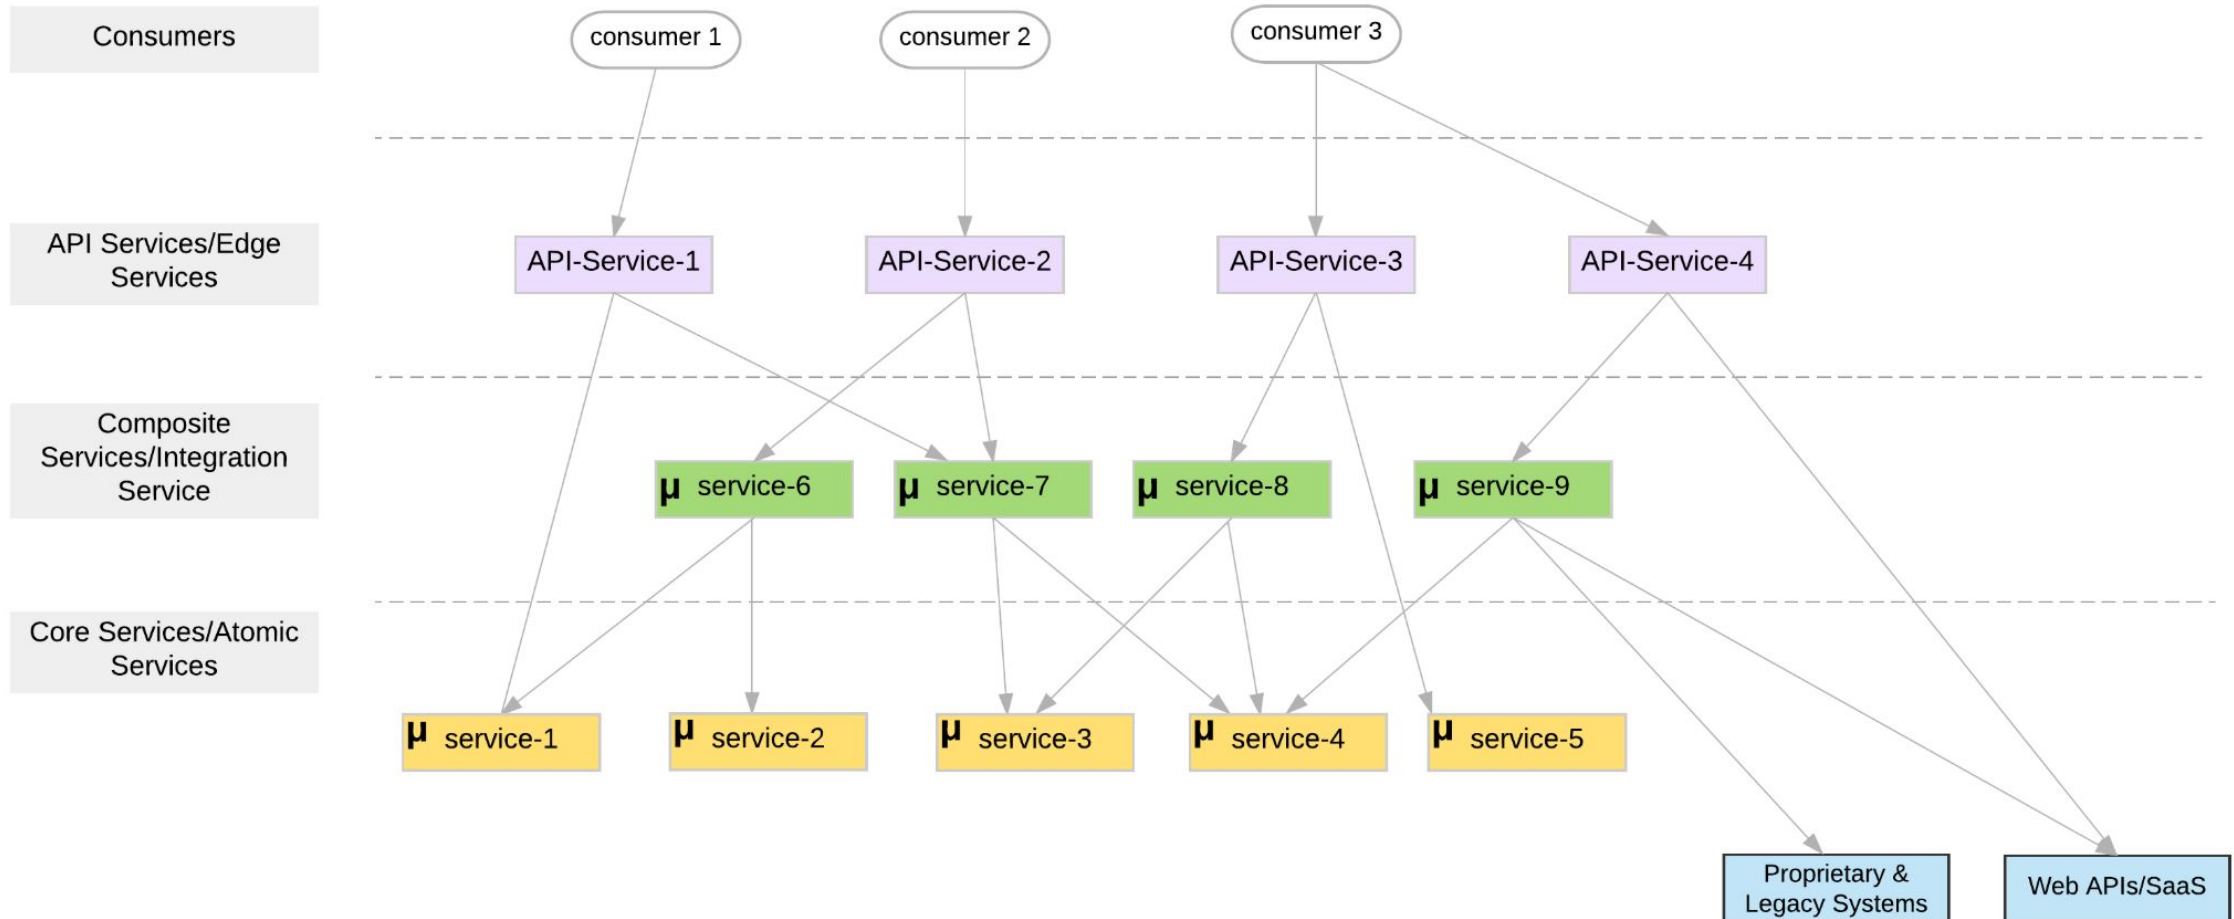 Consumers
consumer 1
consumer 2
consumer 3
API Services/Edge
Services
API-Service-1
API-Service-2
API-Service-3
API-Service-4
Composite
Services/Integration
Service
µ service-6
µ service-7
µ service-8
µ service-9
Core Services/Atomic
Services
µ service-1
µ service-2
µ service-3
µ service-4
µ service-5
Proprietary &
Legacy Systems
Web APIs/SaaS